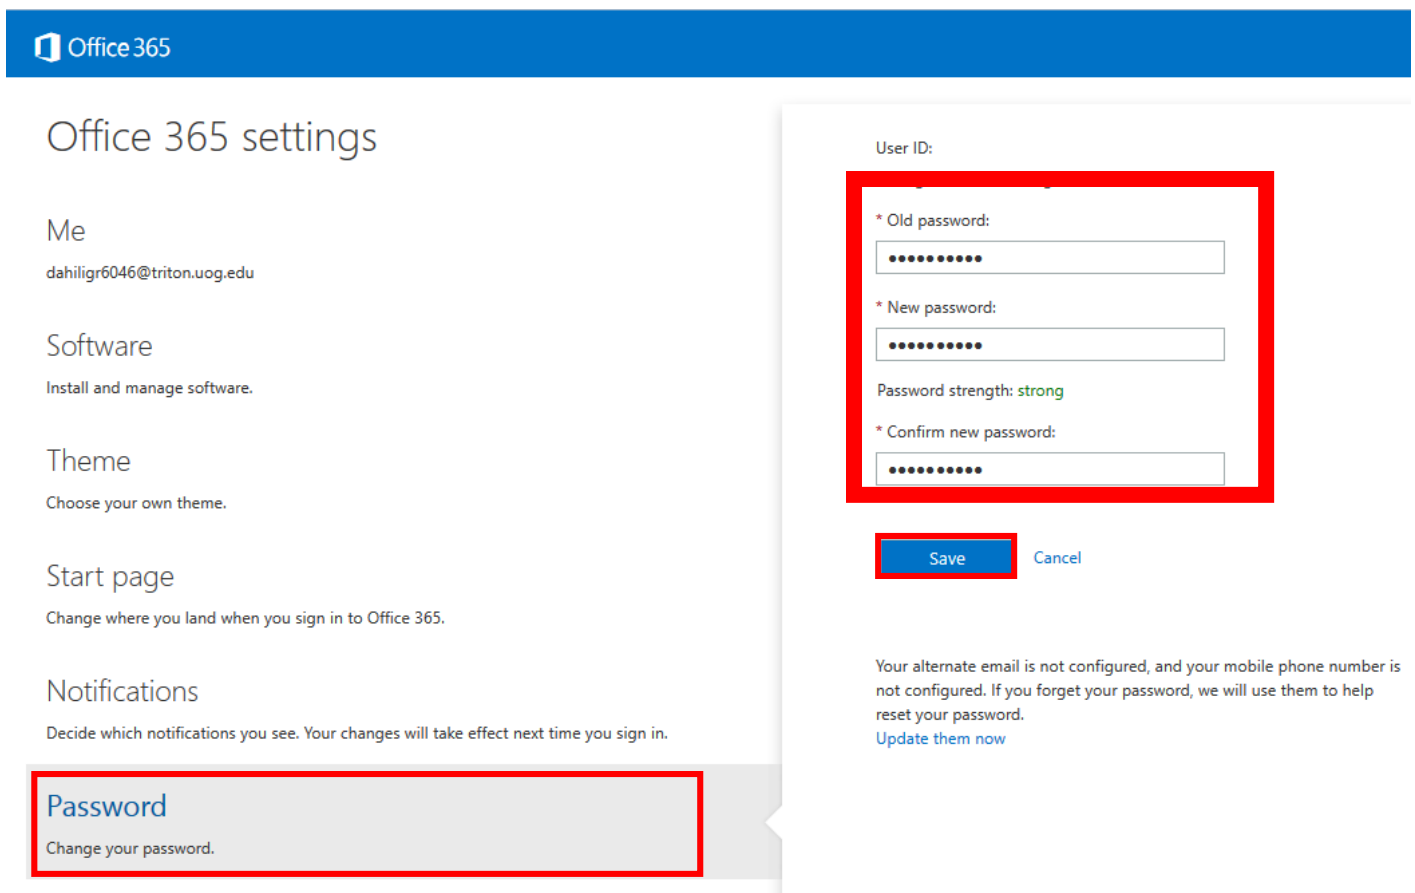 Office 365
Office 365 settings
Me
dahiligr6046@triton.uog.edu
Software
Install and manage software.
Theme
Choose your own theme.
Start page
Change where you land when you sign in to Office 365.
Notifications
Decide which notifications you see. Your changes will take effect next time you sign in.
Password
Change your password.
User ID:
* Old password:
••••••••••
* New password:
••••••••••
Password strength: strong
* Confirm new password:
••••••••••
Save
Cancel
Your alternate email is not configured, and your mobile phone number is
not configured. If you forget your password, we will use them to help
reset your password.
Update them now